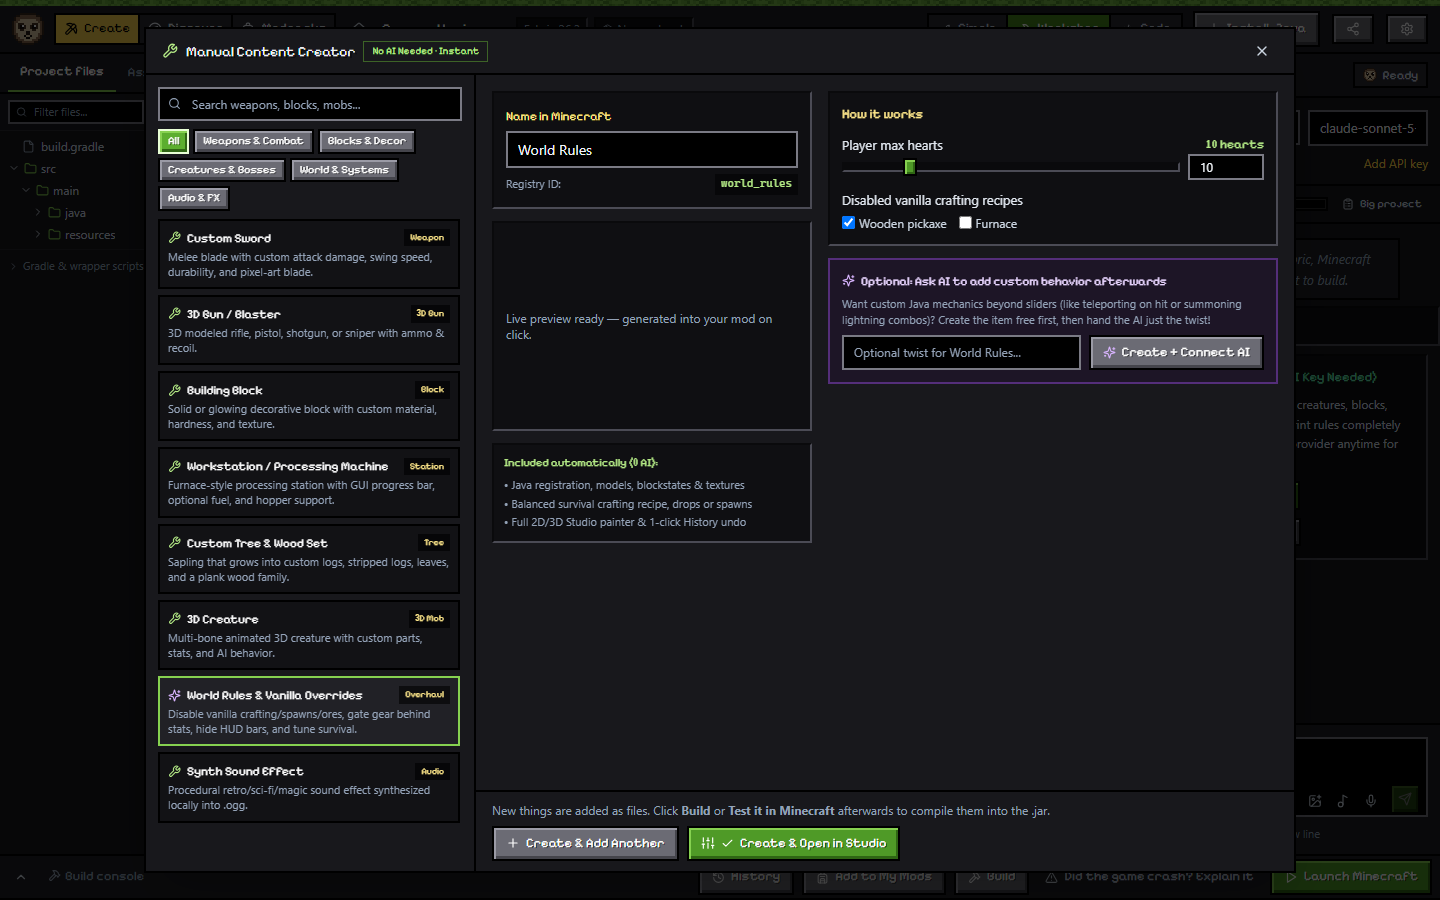 Create
Project Files
Ready
Filter files...
build.gradle
src
main
java
resources
Gradle & wrapper scripts
claude-sonnet-5-
Add API key
Big project
Manual Content Creator
No AI Needed · Instant
Search weapons, blocks, mobs...
All
Weapons & Combat
Blocks & Decor
Creatures & Bosses
World & Systems
Audio & FX
Custom Sword
Weapon
Melee blade with custom attack damage, swing speed,
durability, and pixel-art blade.
3D Gun / Blaster
3D Gun
3D modeled rifle, pistol, shotgun, or sniper with ammo &
recoil.
Building Block
Block
Solid or glowing decorative block with custom material,
hardness, and texture.
Workstation / Processing Machine
Station
Furnace-style processing station with GUI progress bar,
optional fuel, and hopper support.
Custom Tree & Wood Set
Tree
Sapling that grows into custom logs, stripped logs, leaves,
and a plank wood family.
3D Creature
3D Mob
Multi-bone animated 3D creature with custom parts,
stats, and AI behavior.
World Rules & Vanilla Overrides
Overhaul
Disable vanilla crafting/spawns/ores, gate gear behind
stats, hide HUD bars, and tune survival.
Synth Sound Effect
Audio
Procedural retro/sci-fi/magic sound effect synthesized
locally into .ogg.
Name in Minecraft
World Rules
Registry ID:
world_rules
Live preview ready — generated into your mod on
click.
Included automatically (0 AI):
• Java registration, models, blockstates & textures
• Balanced survival crafting recipe, drops or spawns
• Full 2D/3D Studio painter & 1-click History undo
How it works
Player max hearts
10 hearts
10
Disabled vanilla crafting recipes
Wooden pickaxe
Furnace
Optional: Ask AI to add custom behavior afterwards
Want custom Java mechanics beyond sliders (like teleporting on hit or summoning
lightning combos)? Create the item free first, then hand the AI just the twist!
Optional twist for World Rules...
Create + Connect AI
ric, Minecraft
t to build.
I Key Needed)
creatures, blocks,
rint rules completely
rovider anytime for
New things are added as files. Click Build or Test it in Minecraft afterwards to compile them into the .jar.
Create & Add Another
Create & Open in Studio
w line
Build console
History
Add to My Mods
Build
Did the game crash? Explain it
Launch Minecraft